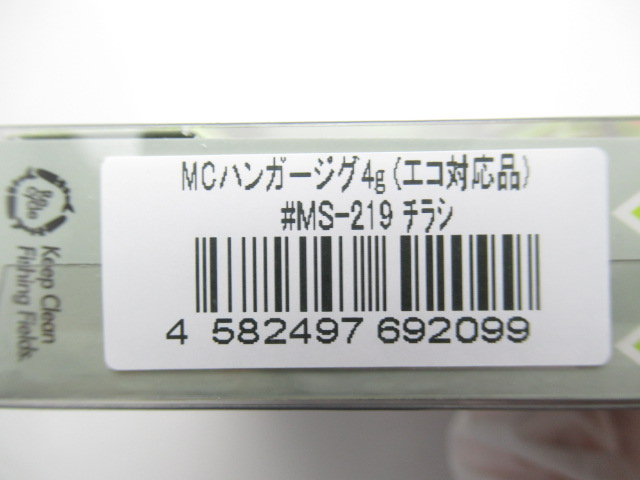 MCハンガージグ4g(エコ対応品)
#MS-219 チラシ
4 582497 692099
Keep Clean
Fishing Fields.